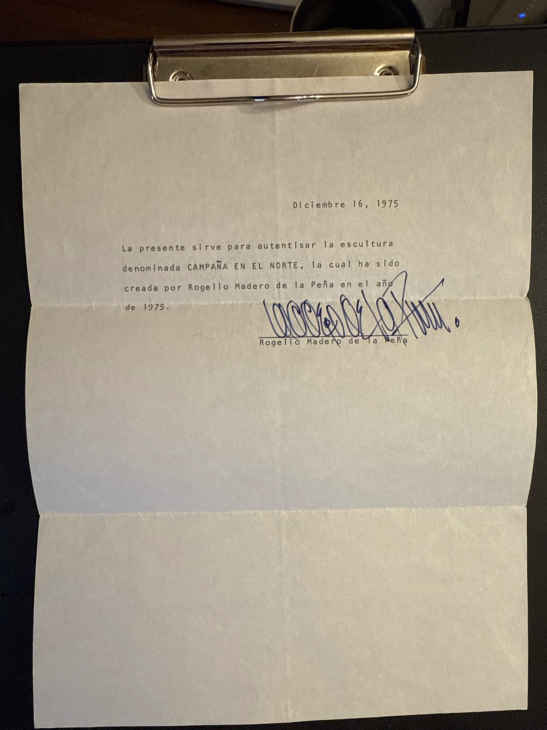 Diciembre 16, 1975
La presente sirve para autentisar la escultura
denominada CAMPAÑA EN EL NORTE, la cual ha sido
creada por Rogelio Madero de la Peña en el año
de 1975.
Rogelio Madero de la Peña